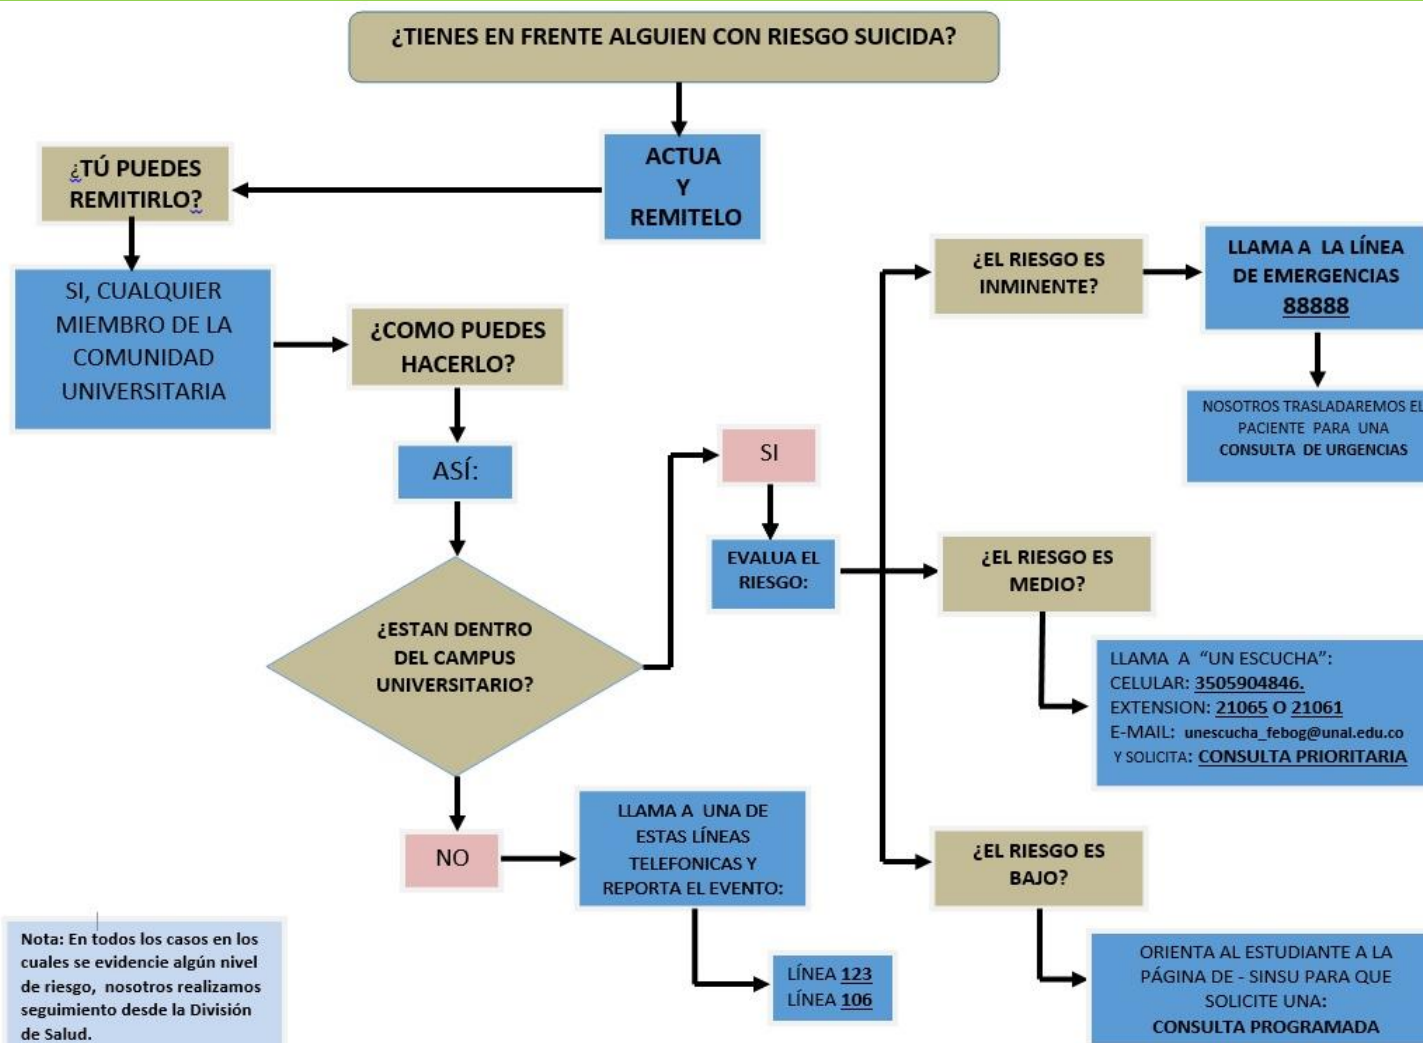 ¿TIENES EN FRENTE ALGUIEN CON RIESGO SUICIDA?
ACTUA
Y
REMITELO
¿TÚ PUEDES
REMITIRLO?
SI, CUALQUIER
MIEMBRO DE LA
COMUNIDAD
UNIVERSITARIA
¿COMO PUEDES
HACERLO?
ASÍ:
¿ESTAN DENTRO
DEL CAMPUS
UNIVERSITARIO?
SI
EVALUA EL
RIESGO:
¿EL RIESGO ES
INMINENTE?
LLAMA A LA LÍNEA
DE EMERGENCIAS
88888
NOSOTROS TRASLADAREMOS EL
PACIENTE PARA UNA
CONSULTA DE URGENCIAS
¿EL RIESGO ES
MEDIO?
LLAMA A “UN ESCUCHA”:
CELULAR: 3505904846.
EXTENSION: 21065 O 21061
E-MAIL: unescucha_febog@unal.edu.co
Y SOLICITA: CONSULTA PRIORITARIA
¿EL RIESGO ES
BAJO?
ORIENTA AL ESTUDIANTE A LA
PÁGINA DE - SINSU PARA QUE
SOLICITE UNA:
CONSULTA PROGRAMADA
NO
LLAMA A UNA DE
ESTAS LÍNEAS
TELEFONICAS Y
REPORTA EL EVENTO:
LÍNEA 123
LÍNEA 106
Nota: En todos los casos en los
cuales se evidencie algún nivel
de riesgo, nosotros realizamos
seguimiento desde la División
de Salud.